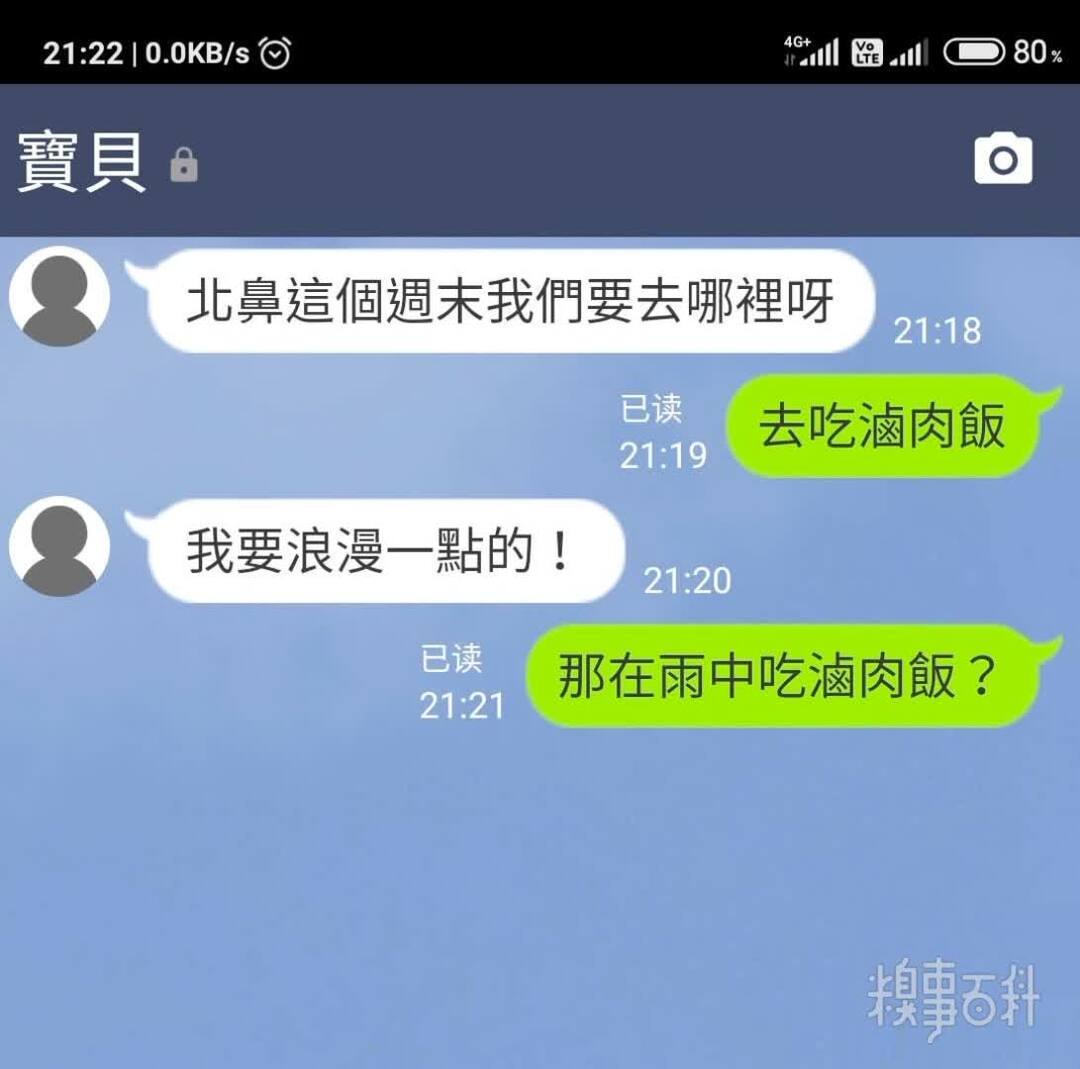 21:22 | 0.0KB/s 4G+ Vo LTE 80%
寶貝
北鼻這個週末我們要去哪裡呀
21:18
已读
21:19
去吃滷肉飯
我要浪漫一點的！
21:20
已读
21:21
那在雨中吃滷肉飯？
糗事百科